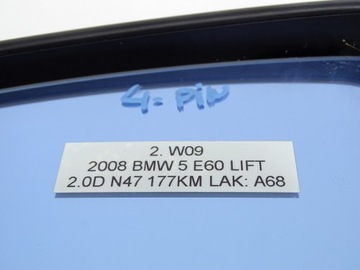 4-PIN
2. W09
2008 BMW 5 E60 LIFT
2.0D N47 177KM LAK: A68